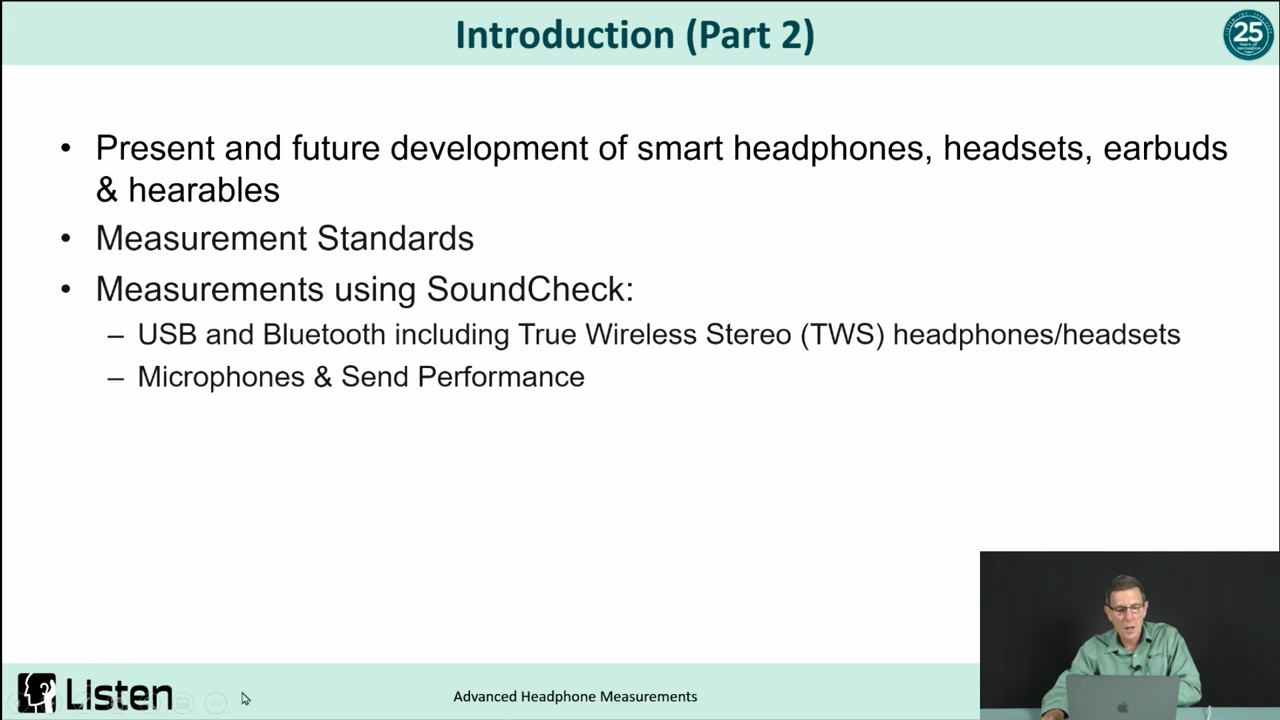 Introduction (Part 2)
25
• Present and future development of smart headphones, headsets, earbuds
& hearables
• Measurement Standards
• Measurements using SoundCheck:
– USB and Bluetooth including True Wireless Stereo (TWS) headphones/headsets
– Microphones & Send Performance
Listen
Advanced Headphone Measurements